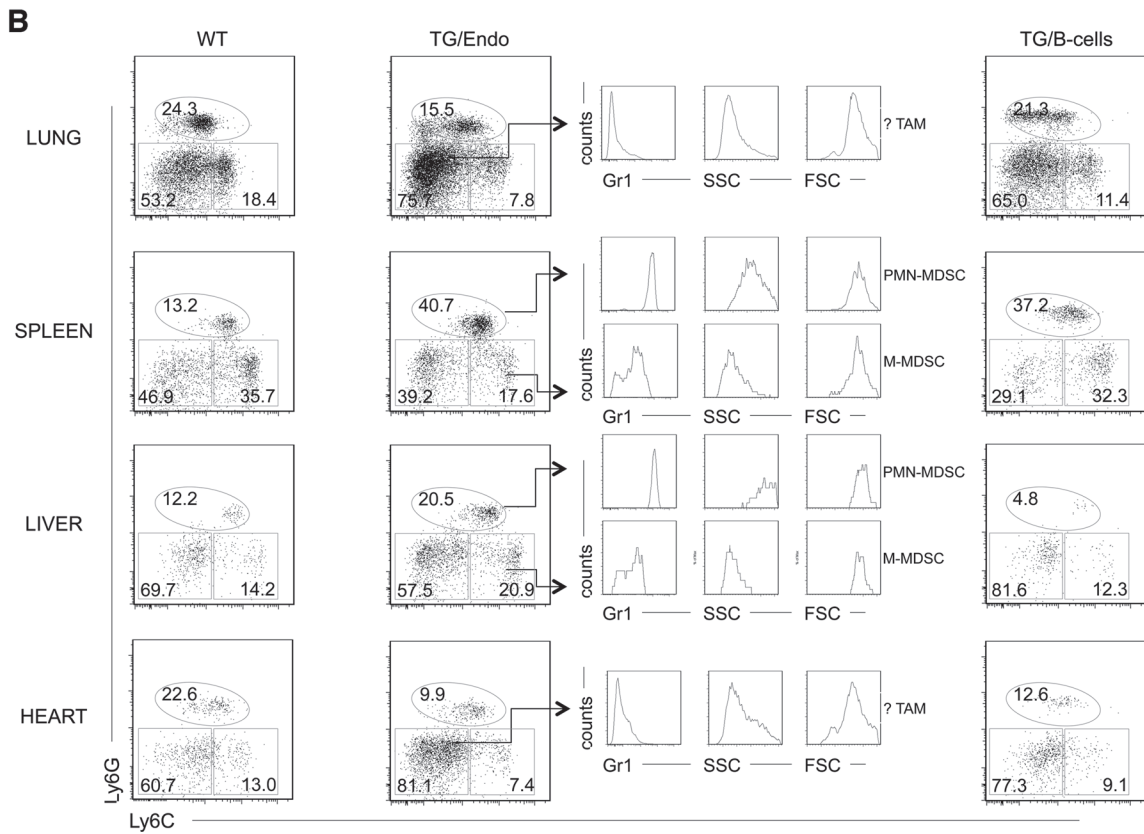 B
WT
TG/Endo
TG/B-cells
LUNG
24.3
53.2
18.4
15.5
75.7
7.8
counts
Gr1
SSC
FSC
? TAM
21.3
65.0
11.4
SPLEEN
13.2
46.9
35.7
40.7
39.2
17.6
PMN-MDSC
counts
M-MDSC
Gr1
SSC
FSC
37.2
29.1
32.3
LIVER
12.2
69.7
14.2
20.5
57.5
20.9
PMN-MDSC
counts
M-MDSC
Gr1
SSC
FSC
4.8
81.6
12.3
HEART
22.6
60.7
13.0
9.9
81.1
7.4
counts
Gr1
SSC
FSC
? TAM
12.6
77.3
9.1
Ly6G
Ly6C